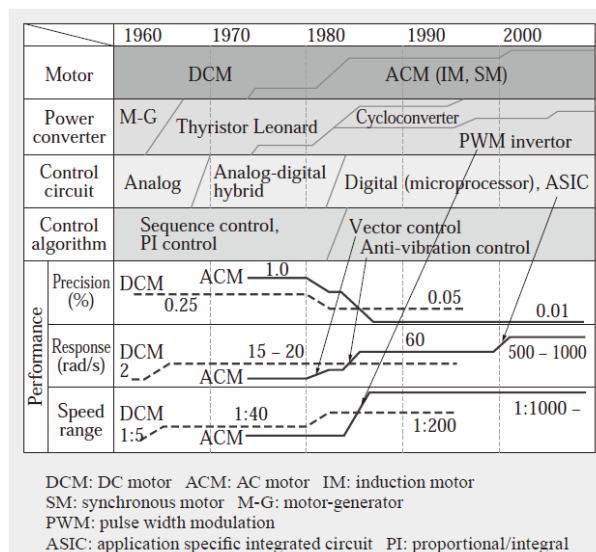 1960 1970 1980 1990 2000
Motor DCM ACM (IM, SM)
Power converter M-G Thyristor Leonard Cycloconverter PWM invertor
Control circuit Analog Analog-digital hybrid Digital (microprocessor), ASIC
Control algorithm Sequence control, PI control Vector control Anti-vibration control
Performance
Precision (%) DCM 0.25 ACM 1.0 0.05 0.01
Response (rad/s) DCM 2 15 – 20 ACM 60 500 – 1000
Speed range DCM 1:5 1:40 ACM 1:200 1:1000 –
DCM: DC motor ACM: AC motor IM: induction motor
SM: synchronous motor M-G: motor-generator
PWM: pulse width modulation
ASIC: application specific integrated circuit PI: proportional/integral